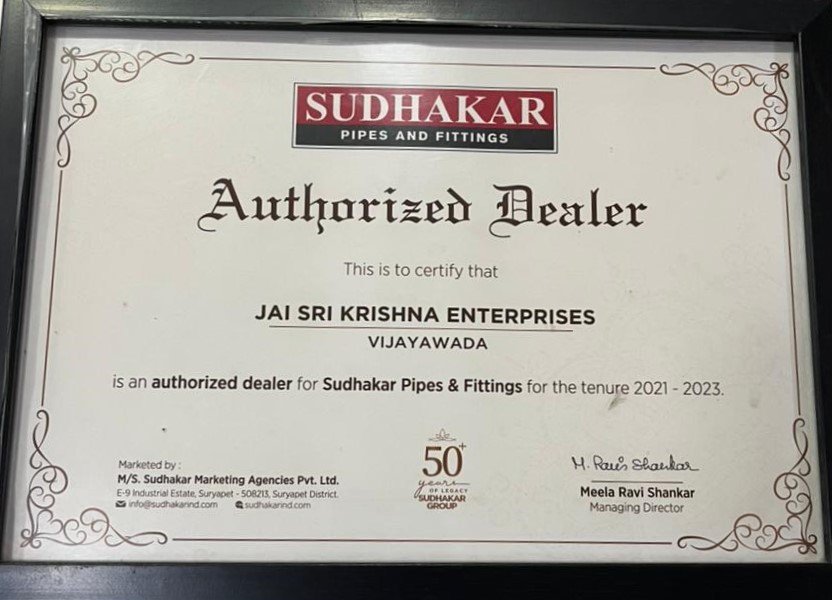 SUDHAKAR
PIPES AND FITTINGS
Authorized Dealer
This is to certify that
JAI SRI KRISHNA ENTERPRISES
VIJAYAWADA
is an authorized dealer for Sudhakar Pipes & Fittings for the tenure 2021 - 2023.
Marketed by :
M/S. Sudhakar Marketing Agencies Pvt. Ltd.
E-9 Industrial Estate, Suryapet - 508213, Suryapet District.
info@sudhakarind.com sudhakarind.com
50+
years
OF LEGACY
SUDHAKAR
GROUP
M. Ravi Shankar
Meela Ravi Shankar
Managing Director